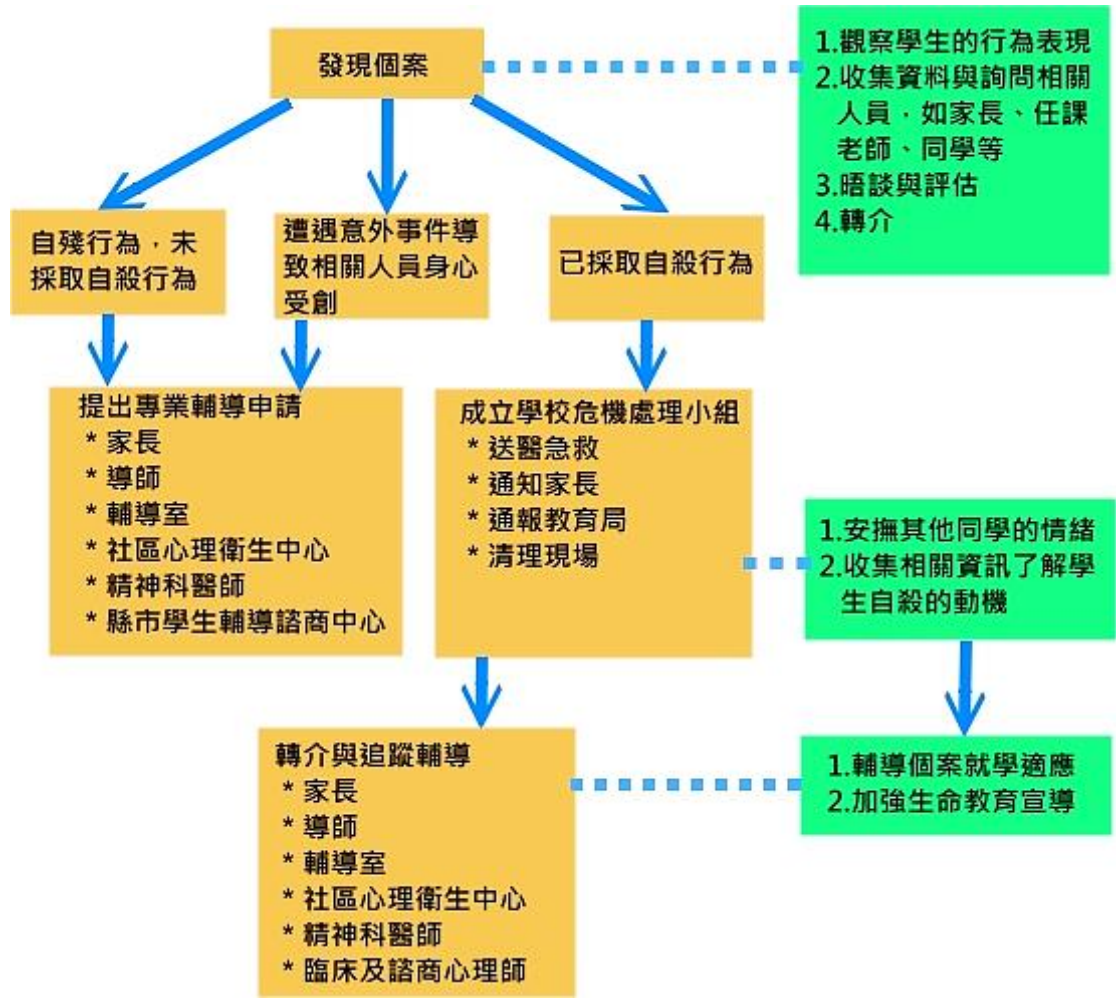 發現個案
1.觀察學生的行為表現
2.收集資料與詢問相關
人員，如家長、任課
老師、同學等
3.晤談與評估
4.轉介
自殘行為，未
採取自殺行為
遭遇意外事件導
致相關人員身心
受創
已採取自殺行為
提出專業輔導申請
* 家長
* 導師
* 輔導室
* 社區心理衛生中心
* 精神科醫師
* 縣市學生輔導諮商中心
成立學校危機處理小組
* 送醫急救
* 通知家長
* 通報教育局
* 清理現場
1.安撫其他同學的情緒
2.收集相關資訊了解學
生自殺的動機
轉介與追蹤輔導
* 家長
* 導師
* 輔導室
* 社區心理衛生中心
* 精神科醫師
* 臨床及諮商心理師
1.輔導個案就學適應
2.加強生命教育宣導